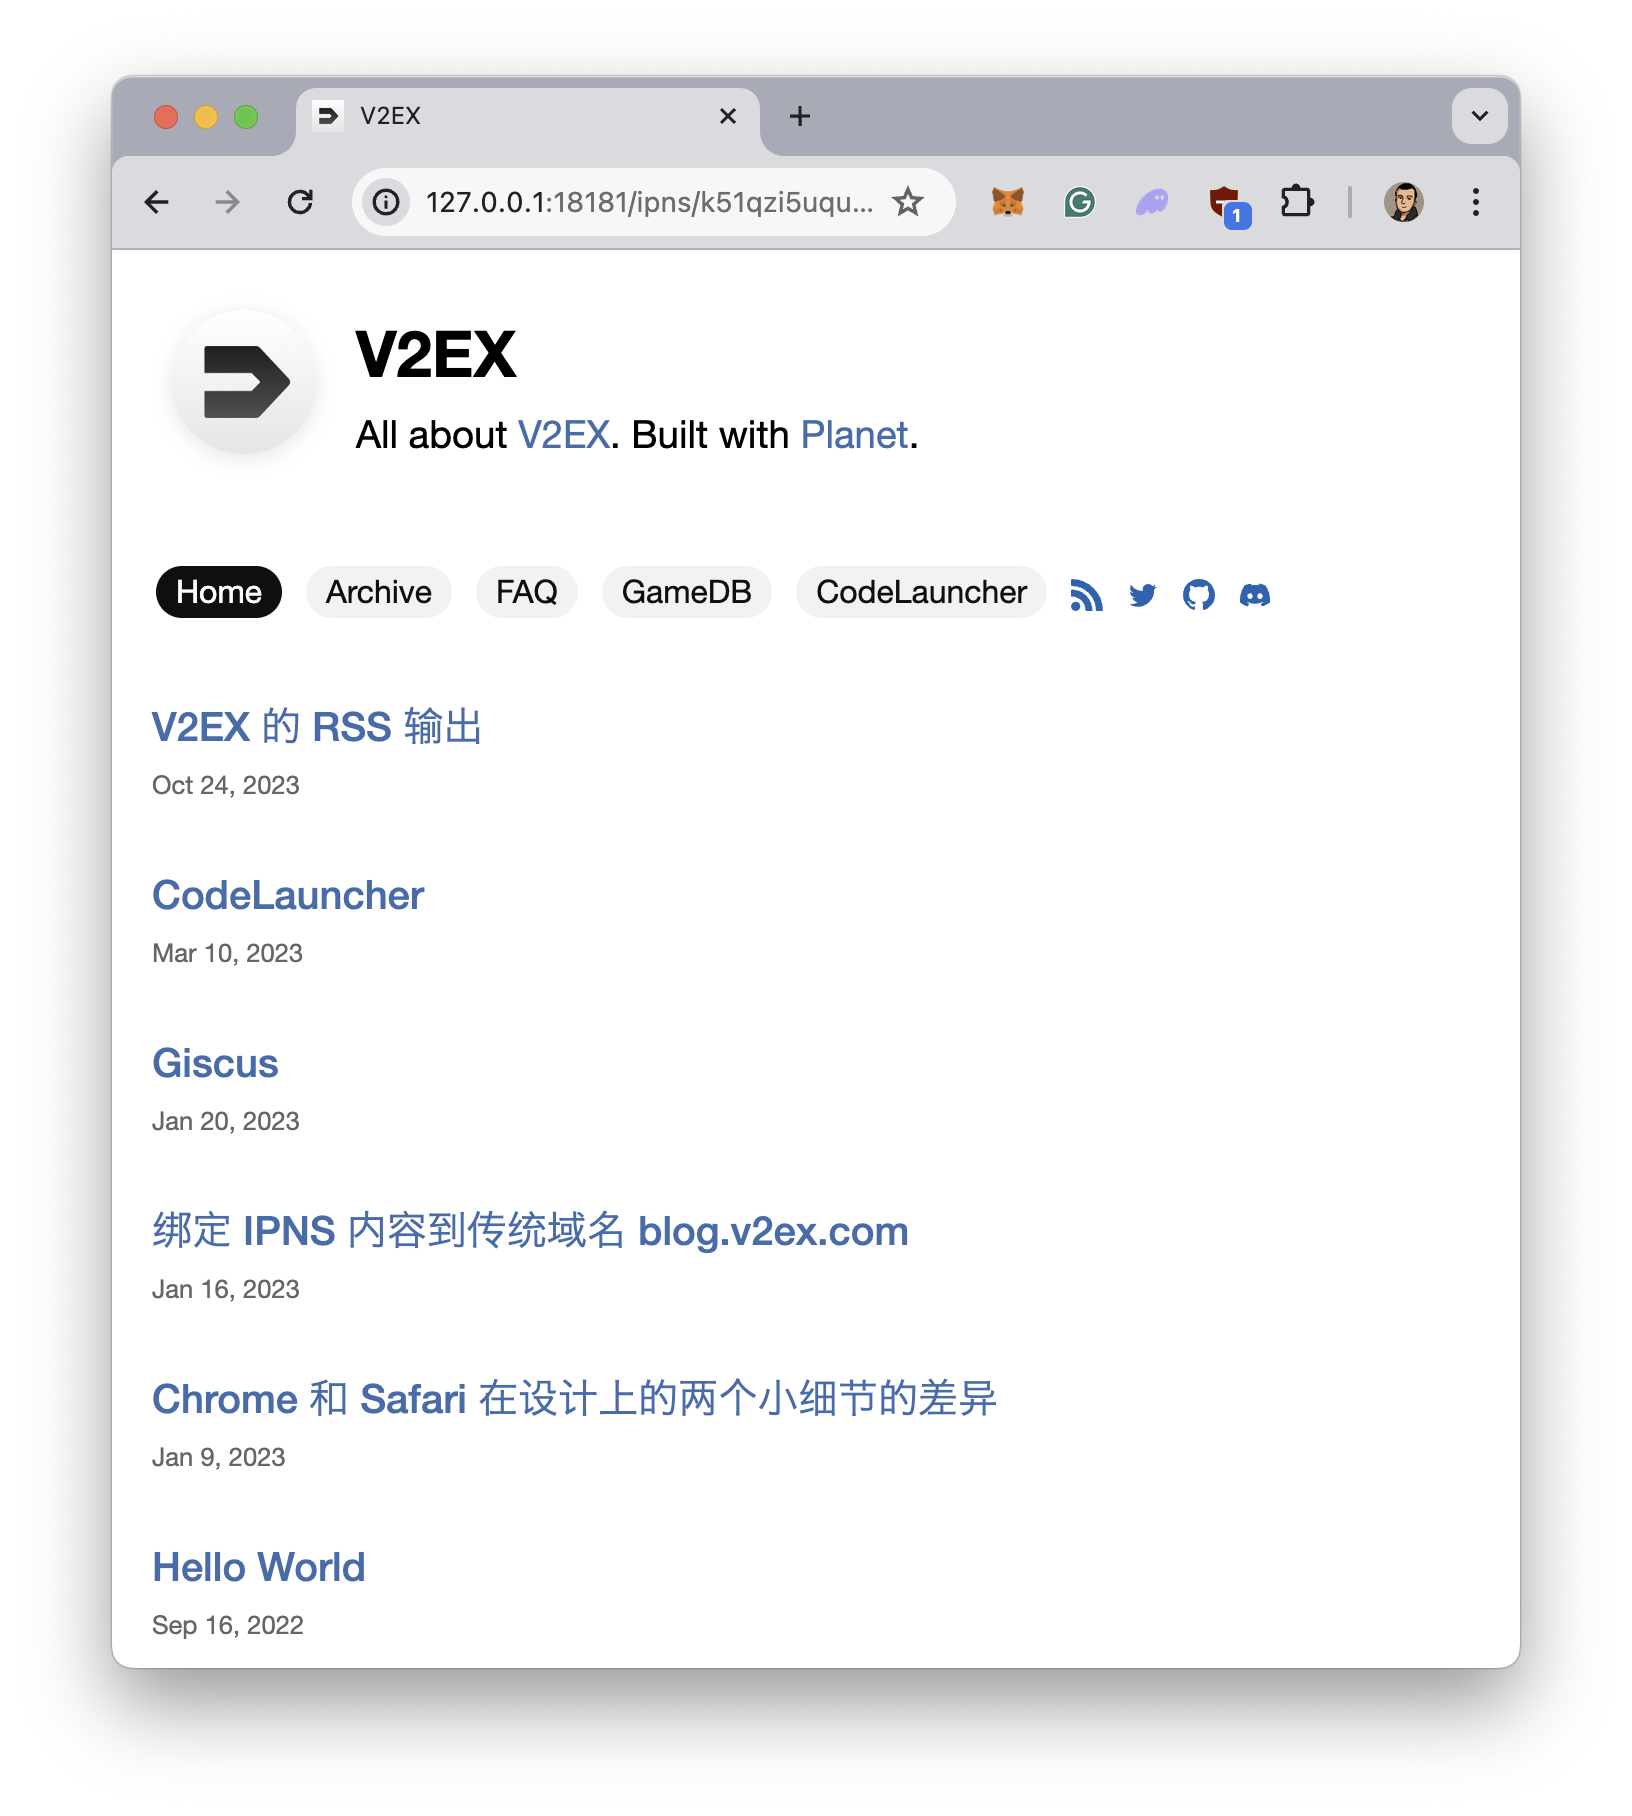 V2EX
127.0.0.1:18181/ipns/k51qzi5uqu...
1
V2EX
All about V2EX. Built with Planet.
Home Archive FAQ GameDB CodeLauncher
V2EX 的 RSS 输出
Oct 24, 2023
CodeLauncher
Mar 10, 2023
Giscus
Jan 20, 2023
绑定 IPNS 内容到传统域名 blog.v2ex.com
Jan 16, 2023
Chrome 和 Safari 在设计上的两个小细节的差异
Jan 9, 2023
Hello World
Sep 16, 2022